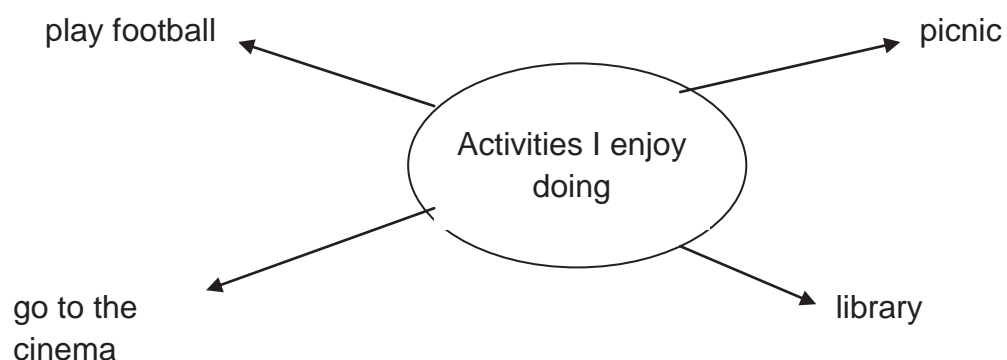 play football
picnic
Activities I enjoy
doing
go to the
cinema
library